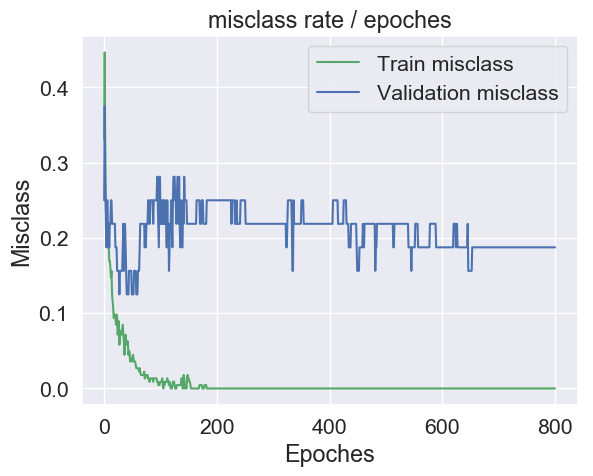 misclass rate / epoches
Train misclass
Validation misclass
0.4
0.3
0.2
0.1
0.0
Misclass
0
200
400
600
800
Epoches